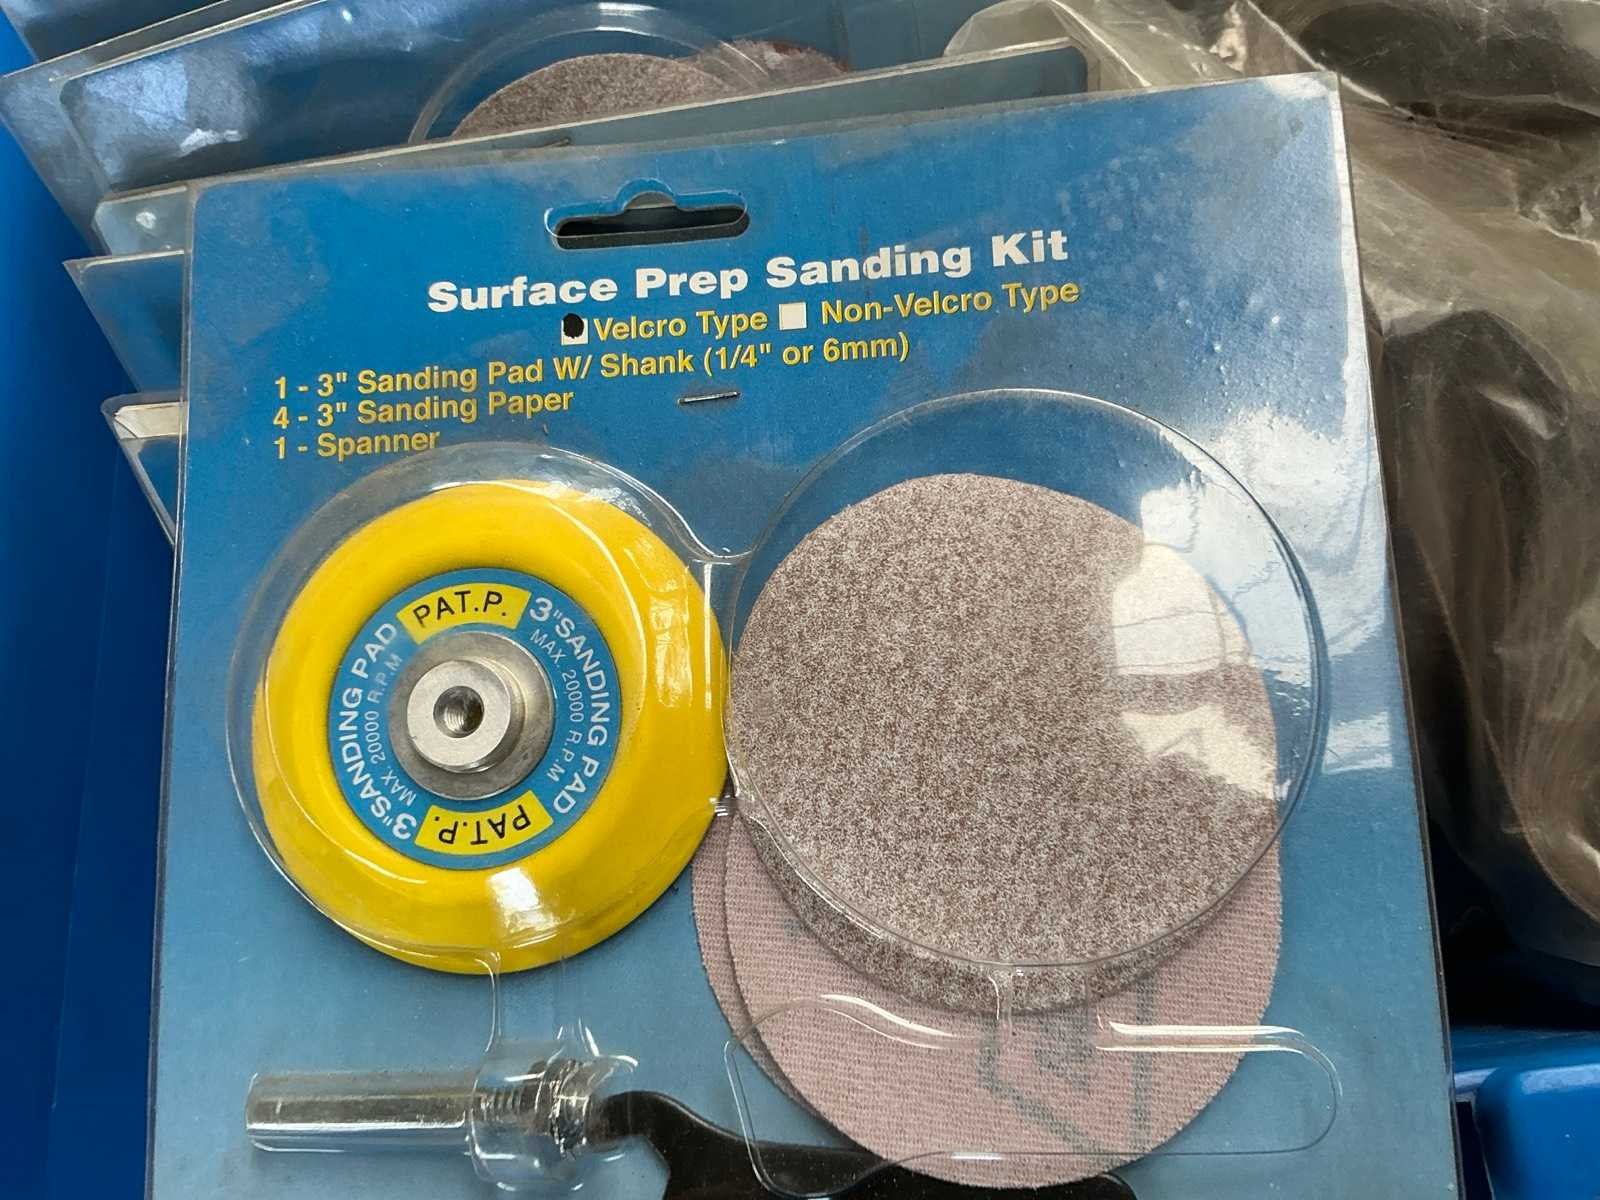 Surface Prep Sanding Kit
Velcro Type Non-Velcro Type
1 - 3" Sanding Pad W/ Shank (1/4" or 6mm)
4 - 3" Sanding Paper
1 - Spanner
PAT.P.
3"SANDING PAD
MAX. 20000 R.P.M
3"SANDING PAD
MAX. 20000 R.P.M
PAT.P.